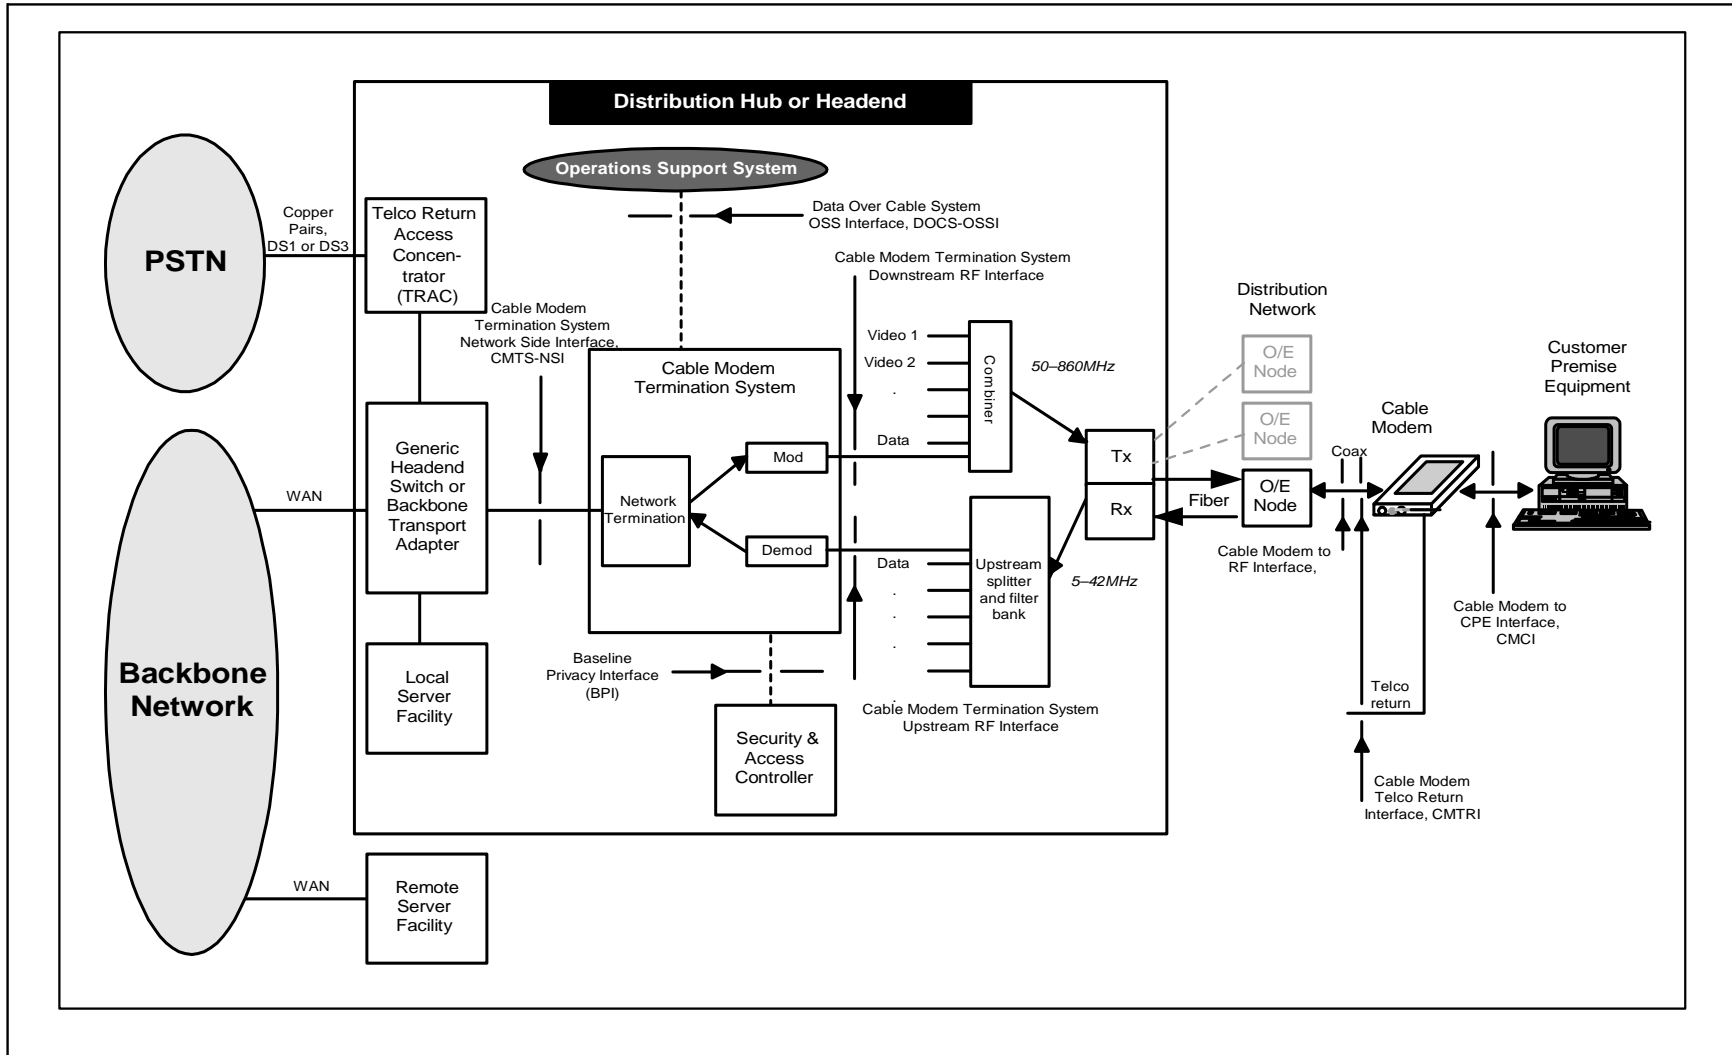 Distribution Hub or Headend
Operations Support System
Data Over Cable System
OSS Interface, DOCS-OSSI
Copper
Pairs,
DS1 or DS3
PSTN
Telco Return
Access
Concen-
trator
(TRAC)
Cable Modem
Termination System
Network Side Interface,
CMTS-NSI
Cable Modem Termination System
Downstream RF Interface
Cable Modem
Termination System
Video 1
Video 2
.
Data
Combiner
50–860MHz
Distribution
Network
O/E
Node
O/E
Node
O/E
Node
Customer
Premise
Equipment
Cable
Modem
Coax
Generic
Headend
Switch or
Backbone
Transport
Adapter
WAN
Network
Termination
Mod
Demod
Tx
Rx
Fiber
Data
.
.
.
Upstream
splitter
and filter
bank
5–42MHz
Cable Modem to
RF Interface,
Cable Modem to
CPE Interface,
CMCI
Backbone
Network
Local
Server
Facility
Baseline
Privacy Interface
(BPI)
.
Cable Modem Termination System
Upstream RF Interface
Security &
Access
Controller
Telco
return
Cable Modem
Telco Return
Interface, CMTRI
WAN
Remote
Server
Facility